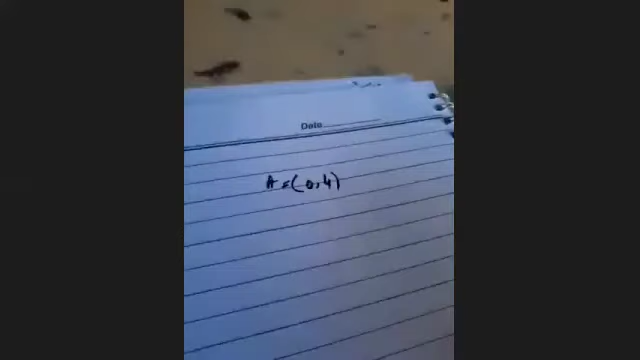 Date
A = (0,4)